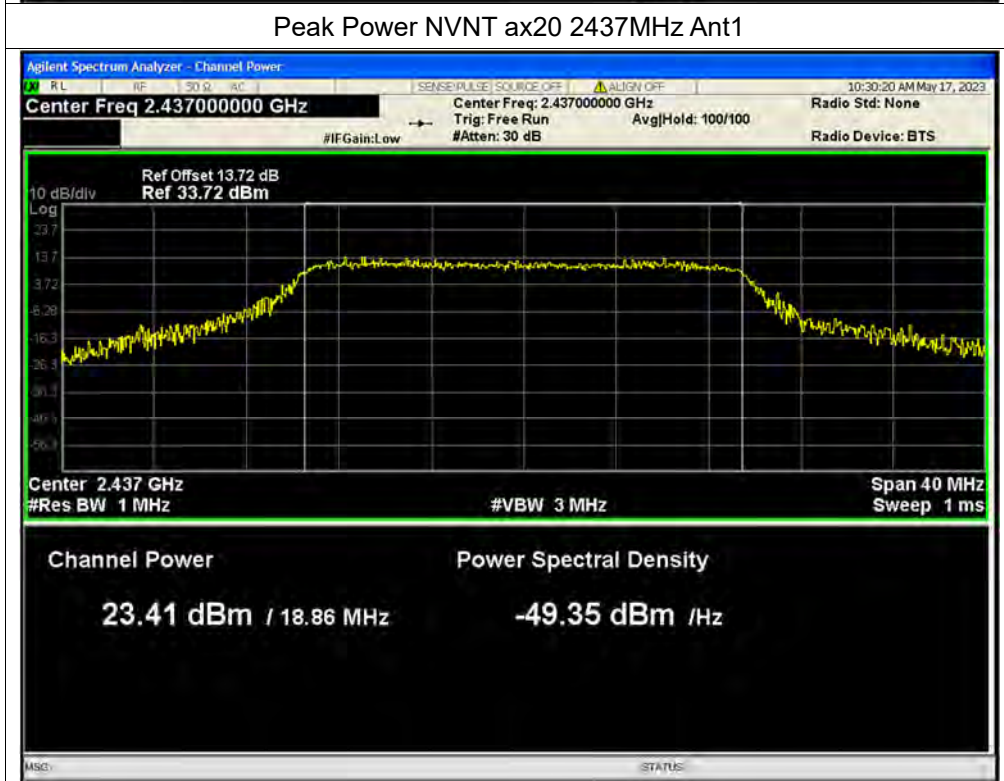 Peak Power NVNT ax20 2437MHz Ant1
Agilent Spectrum Analyzer - Channel Power
RL RF 50 Ω AC SENSE:PULSE SOURCE OFF ALIGN OFF 10:30:20 AM May 17, 2023
Center Freq 2.437000000 GHz
Center Freq: 2.437000000 GHz
Radio Std: None
Trig: Free Run Avg|Hold: 100/100
#IFGain:Low #Atten: 30 dB Radio Device: BTS
Ref Offset 13.72 dB
10 dB/div Ref 33.72 dBm
Log
23.7
13.7
3.72
-6.28
-16.3
-26.3
-36.3
-56.3
Center 2.437 GHz Span 40 MHz
#Res BW 1 MHz #VBW 3 MHz Sweep 1 ms
Channel Power Power Spectral Density
23.41 dBm / 18.86 MHz -49.35 dBm /Hz
MSG STATUS